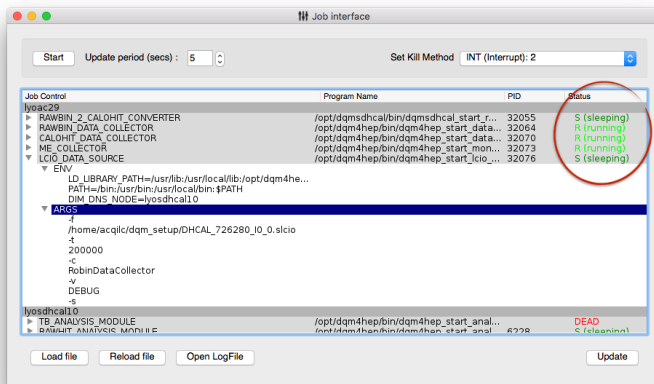 Job interface
Start Update period (secs) : 5 Set Kill Method INT (Interrupt): 2
Job Control Program Name PID Status
lyoac29
RAWBIN_2_CALOHIT_CONVERTER /opt/dqmsdhcal/bin/dqmsdhcal_start_r... 32055 S (sleeping)
RAWBIN_DATA_COLLECTOR /opt/dqm4hep/bin/dqm4hep_start_data... 32064 R (running)
CALOHIT_DATA_COLLECTOR /opt/dqm4hep/bin/dqm4hep_start_data... 32070 R (running)
ME_COLLECTOR /opt/dqm4hep/bin/dqm4hep_start_mon... 32073 R (running)
LCIO_DATA_SOURCE /opt/dqm4hep/bin/dqm4hep_start_lcio_... 32076 S (sleeping)
ENV
LD_LIBRARY_PATH=/usr/lib:/usr/local/lib:/opt/dqm4he...
PATH=/bin:/usr/bin:/usr/local/bin:$PATH
DIM_DNS_NODE=lyosdhcal10
ARGS
-f
/home/acqilc/dqm_setup/DHCAL_726280_I0_0.slcio
-t
200000
-c
RobinDataCollector
-v
DEBUG
-s
lyosdhcal10
TB_ANALYSIS_MODULE /opt/dqm4hep/bin/dqm4hep_start_anal... DEAD
RAWHIT_ANALYSIS_MODULE /opt/dqm4hep/bin/dqm4hep_start_anal... 6228 S (sleeping)
Load file Reload file Open LogFile Update